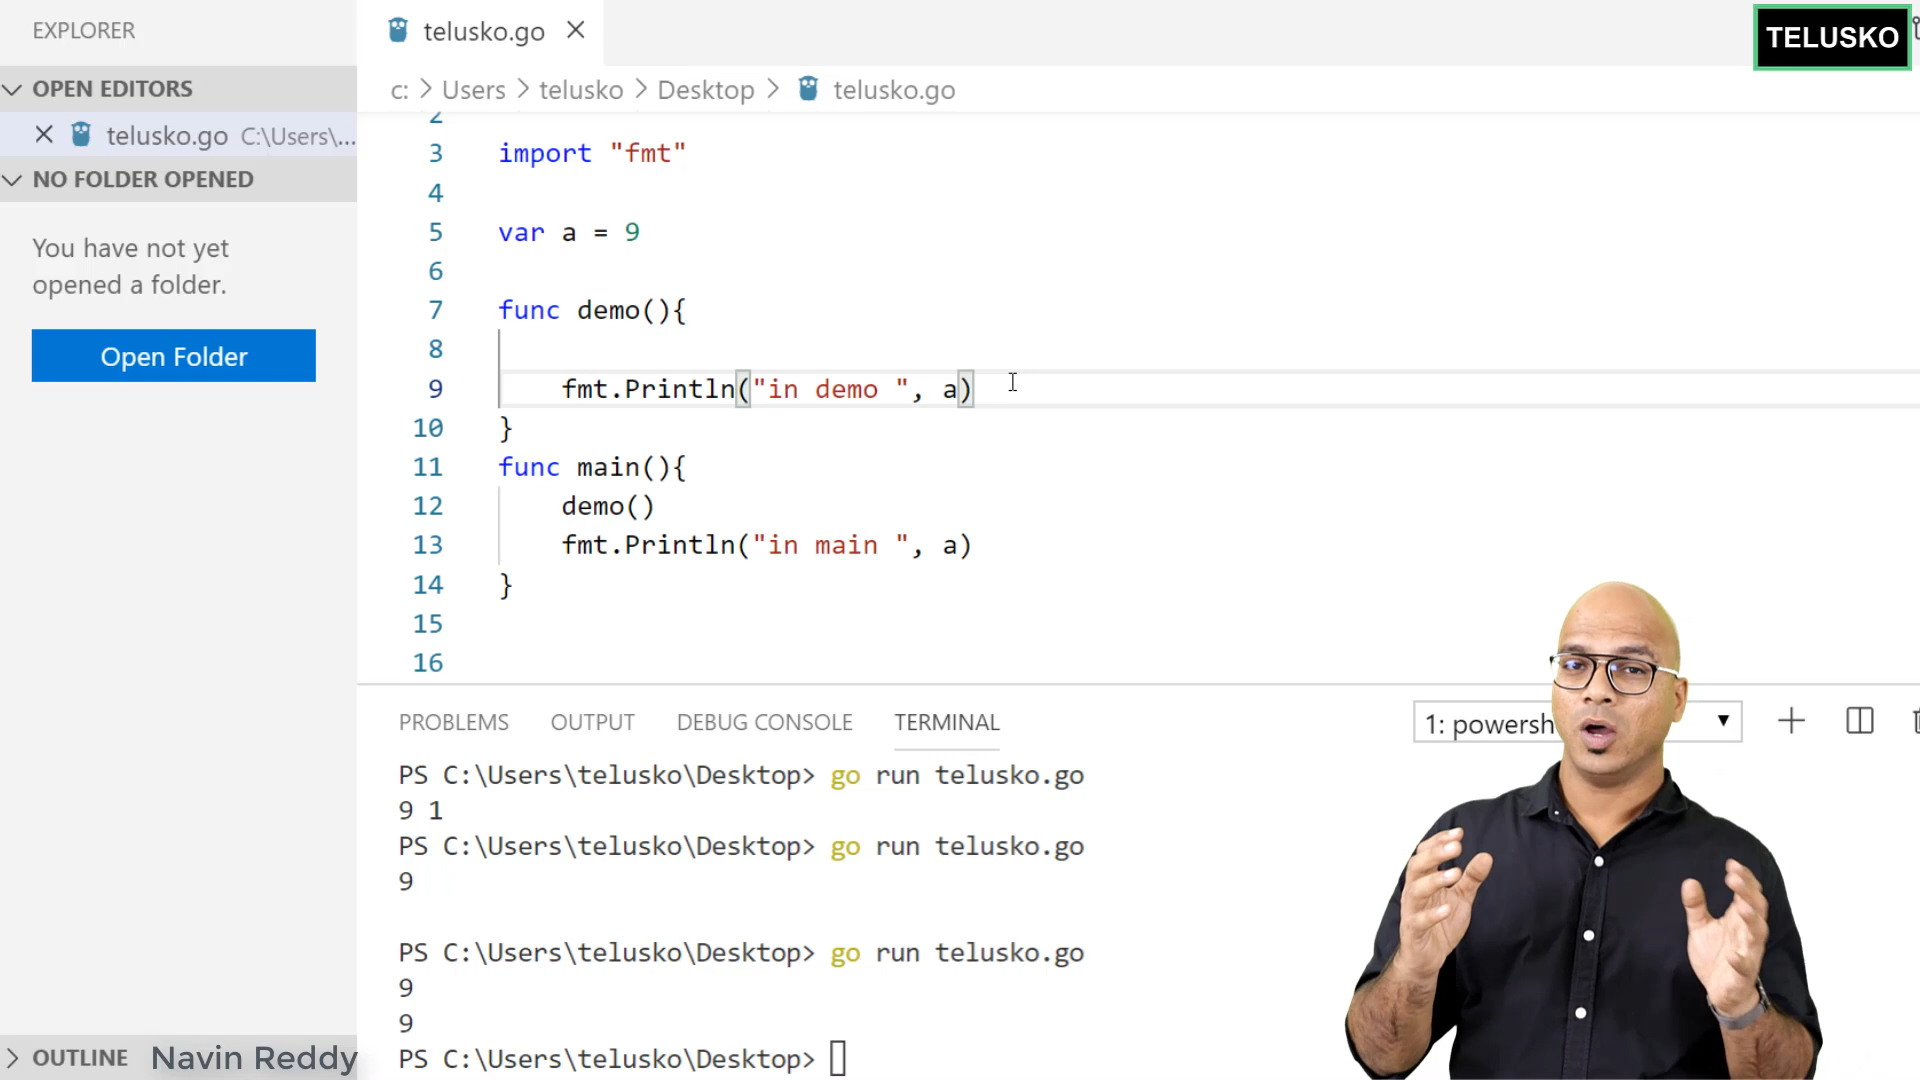 EXPLORER
OPEN EDITORS
telusko.go C:\Users\...
NO FOLDER OPENED
You have not yet
opened a folder.
Open Folder
OUTLINE
Navin Reddy
telusko.go
TELUSKO
c: > Users > telusko > Desktop > telusko.go
2
3 import "fmt"
4
5 var a = 9
6
7 func demo(){
8
9 fmt.Println("in demo ", a)
10 }
11 func main(){
12 demo()
13 fmt.Println("in main ", a)
14 }
15
16
PROBLEMS OUTPUT DEBUG CONSOLE TERMINAL
1: powersh
PS C:\Users\telusko\Desktop> go run telusko.go
9 1
PS C:\Users\telusko\Desktop> go run telusko.go
9
PS C:\Users\telusko\Desktop> go run telusko.go
9
9
PS C:\Users\telusko\Desktop>